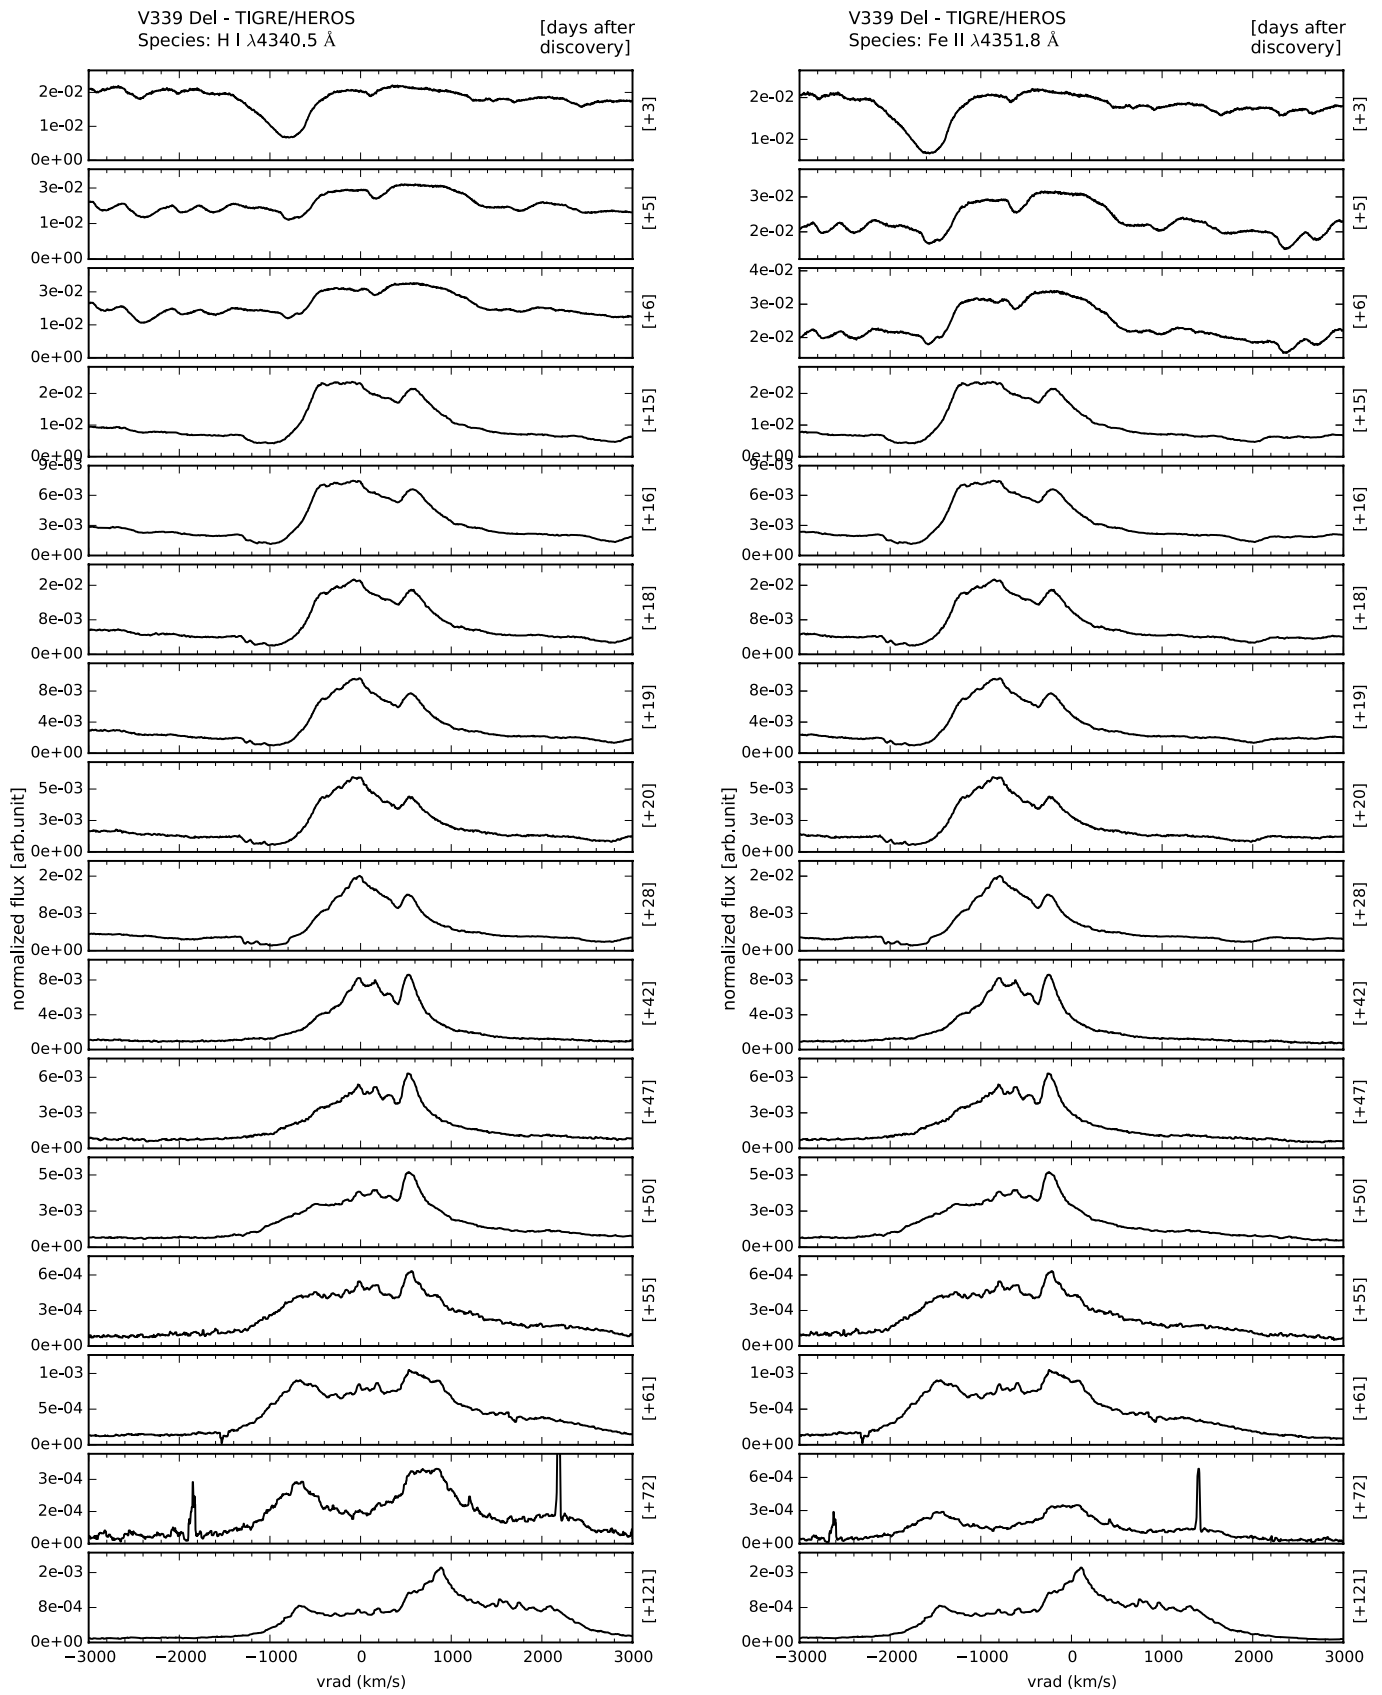 V339 Del - TIGRE/HEROS
Species: H I λ4340.5 Å
[days after
discovery]
2e-02
1e-02
0e+00
[+3]
3e-02
1e-02
0e+00
[+5]
3e-02
1e-02
0e+00
[+6]
2e-02
1e-02
0e+00
[+15]
9e-03
6e-03
3e-03
0e+00
[+16]
2e-02
8e-03
0e+00
[+18]
8e-03
4e-03
0e+00
[+19]
5e-03
3e-03
0e+00
[+20]
2e-02
8e-03
0e+00
[+28]
8e-03
4e-03
0e+00
[+42]
6e-03
3e-03
0e+00
[+47]
5e-03
3e-03
0e+00
[+50]
6e-04
3e-04
0e+00
[+55]
1e-03
5e-04
0e+00
[+61]
3e-04
2e-04
0e+00
[+72]
2e-03
8e-04
0e+00
[+121]
normalized flux [arb.unit]
−3000 −2000 −1000 0 1000 2000 3000
vrad (km/s)
V339 Del - TIGRE/HEROS
Species: Fe II λ4351.8 Å
[days after
discovery]
2e-02
1e-02
[+3]
3e-02
2e-02
[+5]
4e-02
3e-02
2e-02
[+6]
2e-02
1e-02
0e+00
[+15]
9e-03
6e-03
3e-03
0e+00
[+16]
2e-02
8e-03
0e+00
[+18]
8e-03
4e-03
0e+00
[+19]
5e-03
3e-03
0e+00
[+20]
2e-02
8e-03
0e+00
[+28]
8e-03
4e-03
0e+00
[+42]
6e-03
3e-03
0e+00
[+47]
5e-03
3e-03
0e+00
[+50]
6e-04
3e-04
0e+00
[+55]
1e-03
5e-04
0e+00
[+61]
6e-04
3e-04
0e+00
[+72]
2e-03
8e-04
0e+00
[+121]
normalized flux [arb.unit]
−3000 −2000 −1000 0 1000 2000 3000
vrad (km/s)